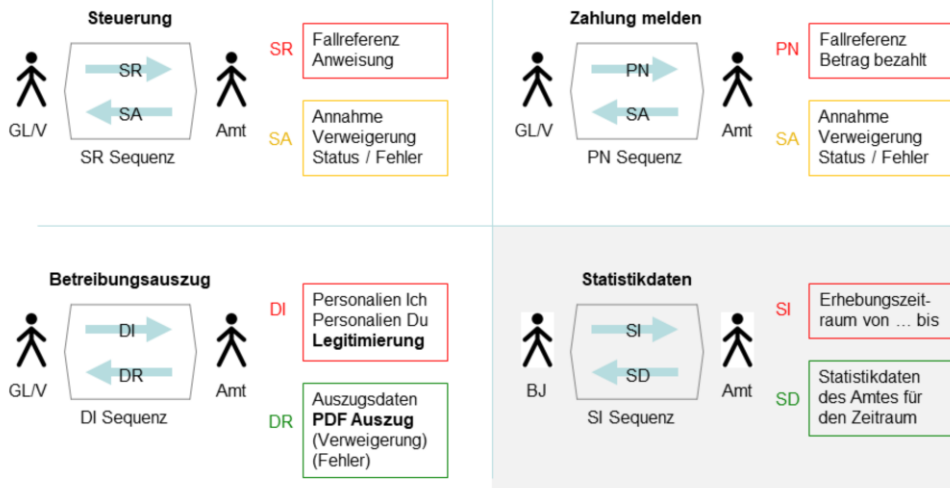 Steuerung
SR
SA
GL/V
Amt
SR Sequenz
SR
Fallreferenz
Anweisung
SA
Annahme
Verweigerung
Status / Fehler
Zahlung melden
PN
SA
GL/V
Amt
PN Sequenz
PN
Fallreferenz
Betrag bezahlt
SA
Annahme
Verweigerung
Status / Fehler
Betreibungsauszug
DI
DR
GL/V
Amt
DI Sequenz
DI
Personalien Ich
Personalien Du
Legitimierung
DR
Auszugsdaten
PDF Auszug
(Verweigerung)
(Fehler)
Statistikdaten
SI
SD
BJ
Amt
SI Sequenz
SI
Erhebungszeit-
raum von ... bis
SD
Statistikdaten
des Amtes für
den Zeitraum